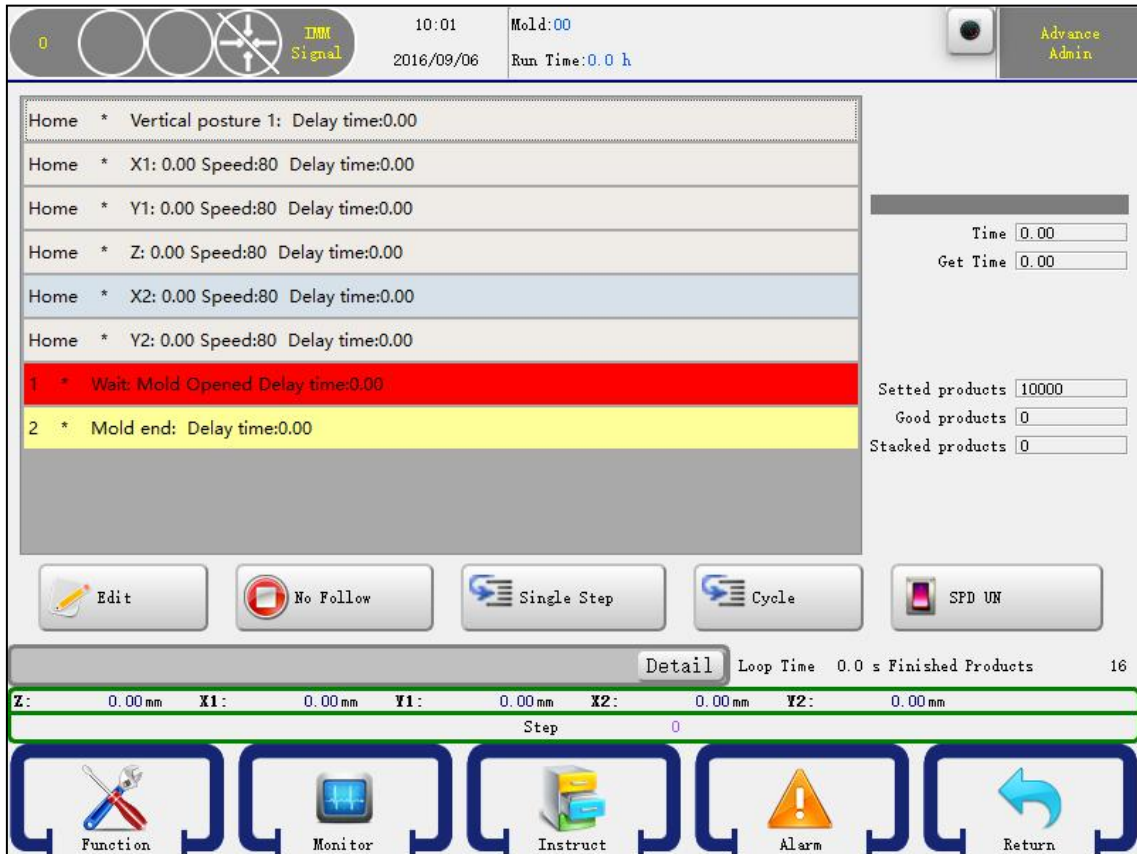 0 IMM Signal 10:01 2016/09/06 Mold:00 Run Time:0.0 h Advance Admin
Home * Vertical posture 1: Delay time:0.00
Home * X1: 0.00 Speed:80 Delay time:0.00
Home * Y1: 0.00 Speed:80 Delay time:0.00
Home * Z: 0.00 Speed:80 Delay time:0.00
Home * X2: 0.00 Speed:80 Delay time:0.00
Home * Y2: 0.00 Speed:80 Delay time:0.00
1 * Wait: Mold Opened Delay time:0.00
2 * Mold end: Delay time:0.00
Time 0.00
Get Time 0.00
Setted products 10000
Good products 0
Stacked products 0
Edit No Follow Single Step Cycle SPD UN
Detail Loop Time 0.0 s Finished Products 16
Z: 0.00 mm X1: 0.00 mm Y1: 0.00 mm X2: 0.00 mm Y2: 0.00 mm
Step 0
Function Monitor Instruct Alarm Return